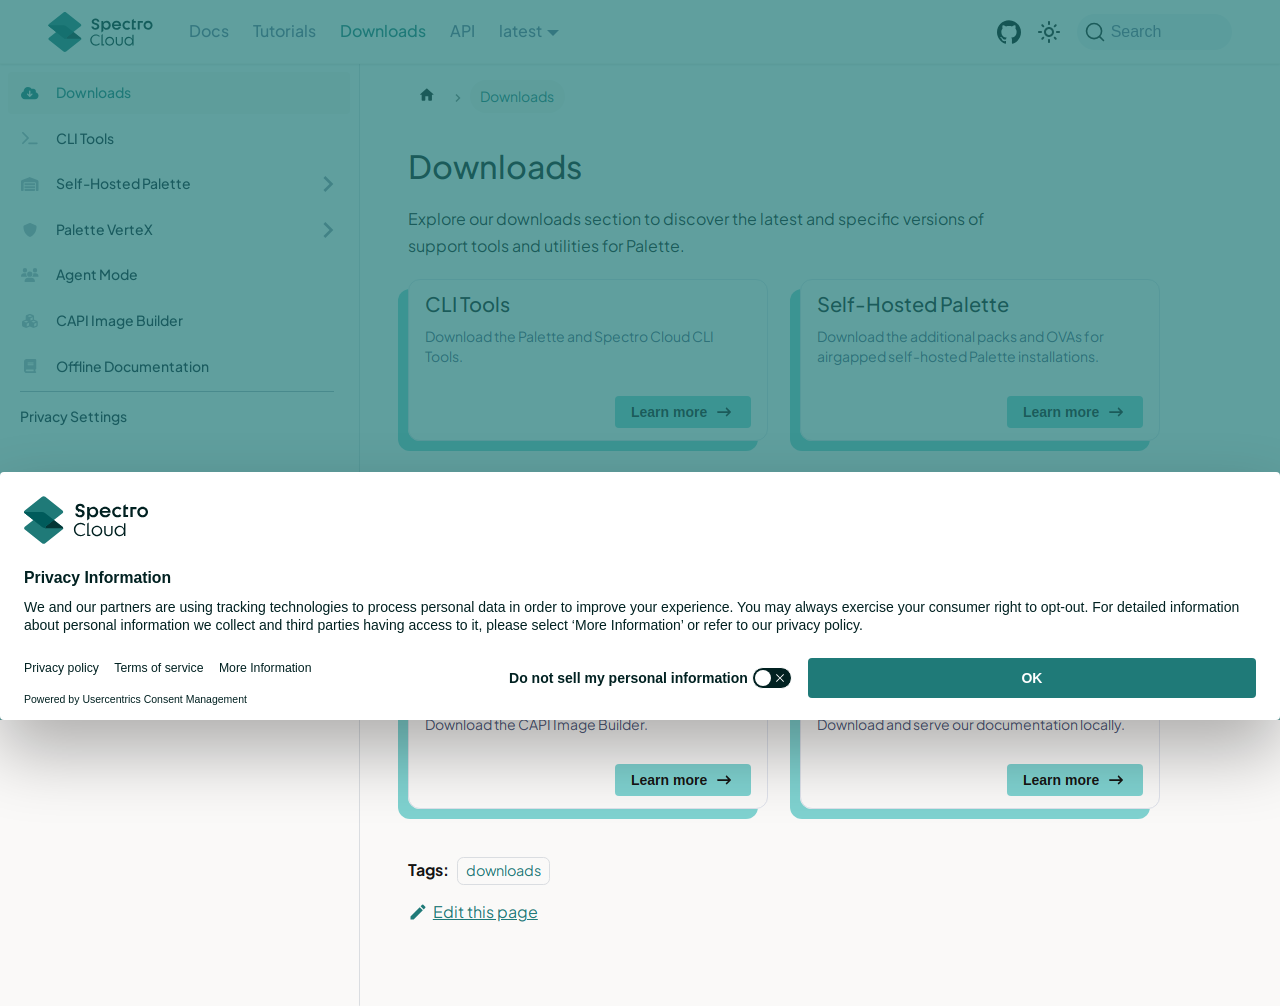 Spectro
Cloud
Docs
Tutorials
Downloads
API
latest
Search
Downloads
CLI Tools
Self-Hosted Palette
Palette VerteX
Agent Mode
CAPI Image Builder
Offline Documentation
Privacy Settings
Downloads
Downloads
Explore our downloads section to discover the latest and specific versions of
support tools and utilities for Palette.
CLI Tools
Download the Palette and Spectro Cloud CLI
Tools.
Learn more
Self-Hosted Palette
Download the additional packs and OVAs for
airgapped self-hosted Palette installations.
Learn more
Spectro
Cloud
Privacy Information
We and our partners are using tracking technologies to process personal data in order to improve your experience. You may always exercise your consumer right to opt-out. For detailed information
about personal information we collect and third parties having access to it, please select ‘More Information’ or refer to our privacy policy.
Privacy policy
Terms of service
More Information
Powered by Usercentrics Consent Management
Do not sell my personal information
OK
Download the CAPI Image Builder.
Learn more
Download and serve our documentation locally.
Learn more
Tags:
downloads
Edit this page